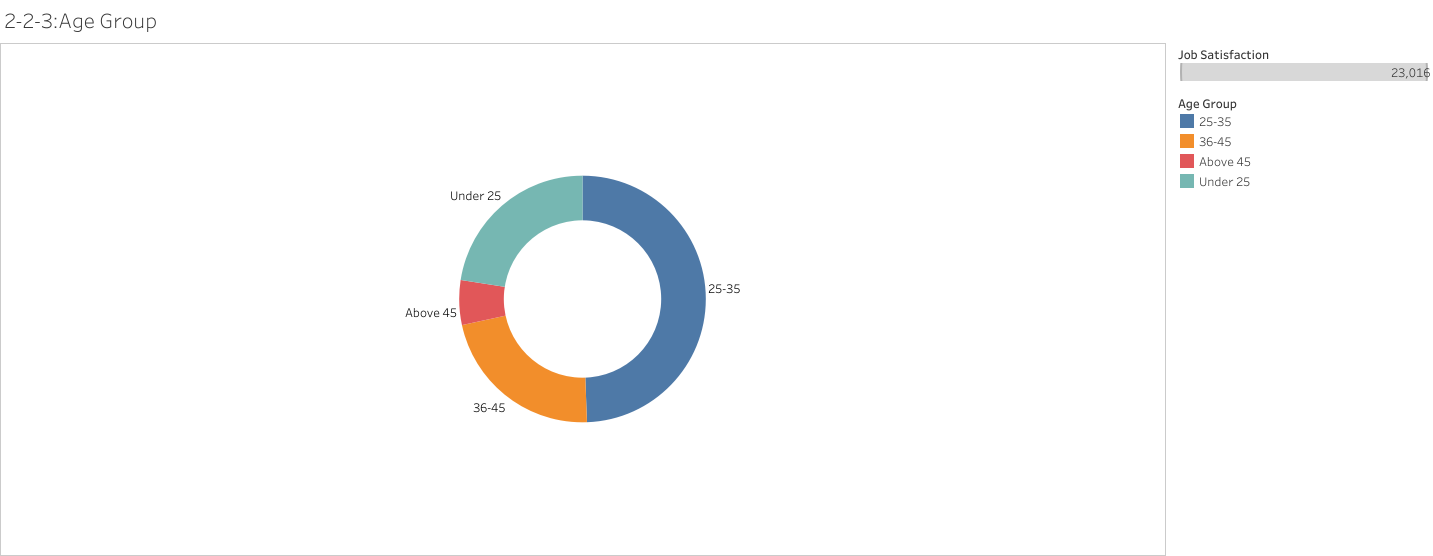 2-2-3:Age Group
Job Satisfaction
23,016
Age Group
25-35
36-45
Above 45
Under 25
Under 25
25-35
Above 45
36-45